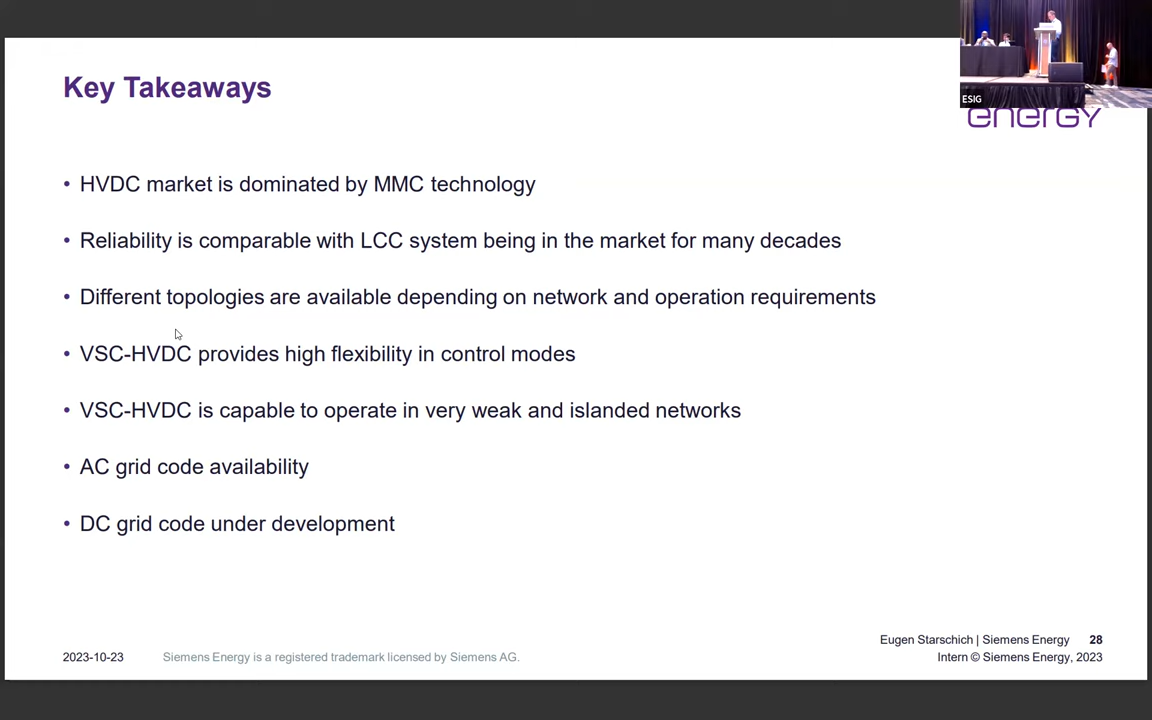 ESIG
energy
Key Takeaways
• HVDC market is dominated by MMC technology
• Reliability is comparable with LCC system being in the market for many decades
• Different topologies are available depending on network and operation requirements
• VSC-HVDC provides high flexibility in control modes
• VSC-HVDC is capable to operate in very weak and islanded networks
• AC grid code availability
• DC grid code under development
Eugen Starschich | Siemens Energy 28
2023-10-23 Siemens Energy is a registered trademark licensed by Siemens AG. Intern © Siemens Energy, 2023